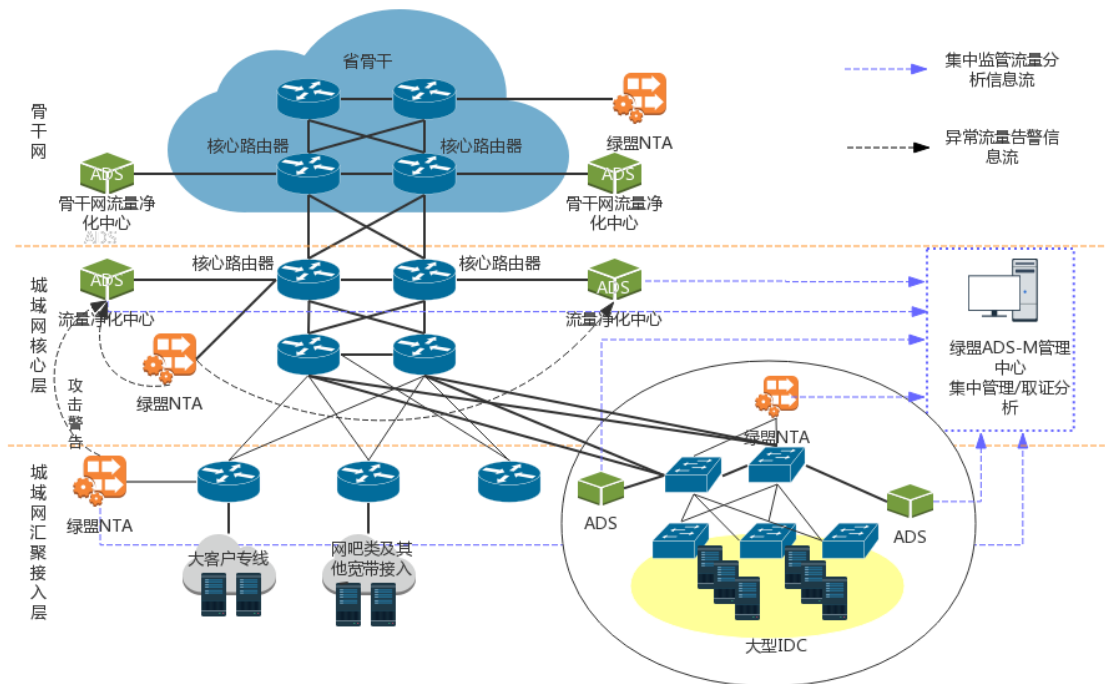 省骨干
集中监管流量分
析信息流
骨干网
绿盟NTA
异常流量告警信
息流
核心路由器
核心路由器
ADS
ADS
骨干网流量净
化中心
骨干网流量净
化中心
ADS
核心路由器
核心路由器
城域网核心层
ADS
ADS
流量净化中心
流量净化中心
绿盟ADS-M管理
中心
集中管理/取证分
析
攻击警告
绿盟NTA
绿盟NTA
城域网汇聚接入层
绿盟NTA
ADS
ADS
大客户专线
网吧类及其
他宽带接入
大型IDC